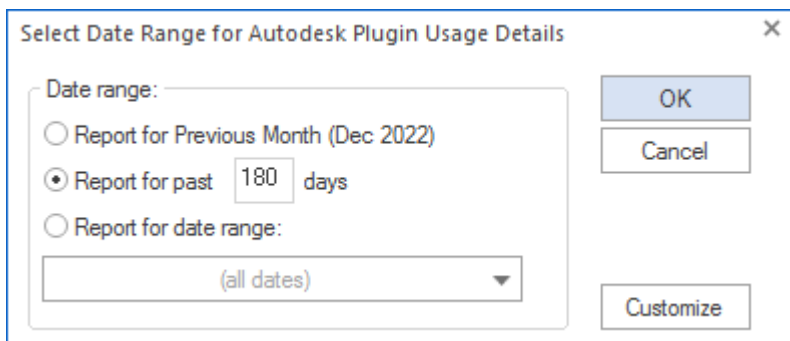 Select Date Range for Autodesk Plugin Usage Details
Date range:
Report for Previous Month (Dec 2022)
Report for past 180 days
Report for date range:
(all dates)
OK
Cancel
Customize